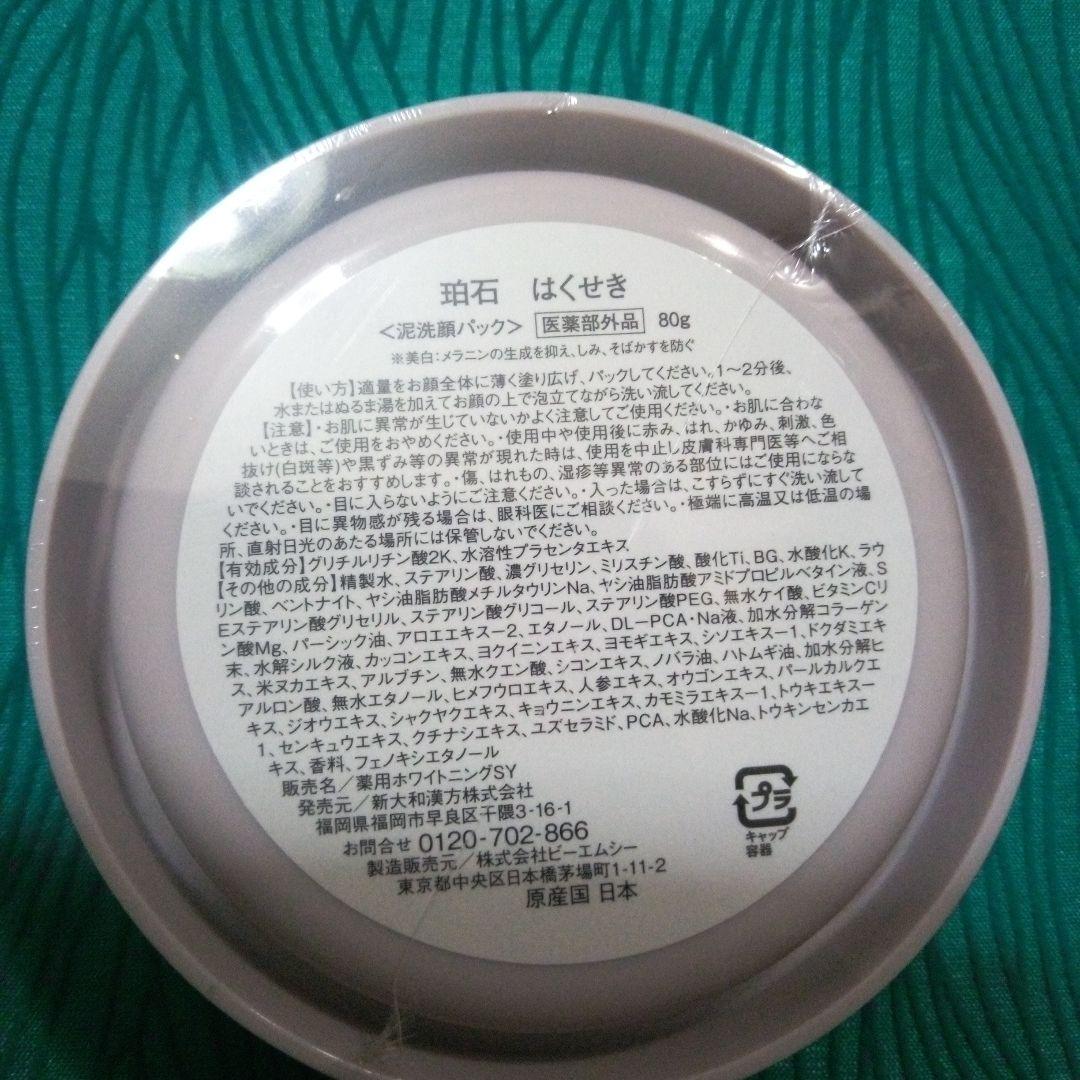 珀石 はくせき
<泥洗顔パック> 医薬部外品 80g
※美白:メラニンの生成を抑え、しみ、そばかすを防ぐ
【使い方】適量をお顔全体に薄く塗り広げ、パックしてください。1〜2分後、
水またはぬるま湯を加えてお顔の上で泡立てながら洗い流してください。
【注意】・お肌に異常が生じていないかよく注意してご使用ください。・お肌に合わな
いときは、ご使用をおやめください。・使用中や使用後に赤み、はれ、かゆみ、刺激、色
抜け(白斑等)や黒ずみ等の異常が現れた時は、使用を中止し皮膚科専門医等へご相
談されることをおすすめします。・傷、はれもの、湿疹等異常のある部位にはご使用にならな
いでください。・目に入らないようにご注意ください。・入った場合は、こすらずにすぐ洗い流して
ください。・目に異物感が残る場合は、眼科医にご相談ください。・極端に高温又は低温の場
所、直射日光のあたる場所には保管しないでください。
【有効成分】グリチルリチン酸2K、水溶性プラセンタエキス
【その他の成分】精製水、ステアリン酸、濃グリセリン、ミリスチン酸、酸化Ti、BG、水酸化K、ラウ
リン酸、ベントナイト、ヤシ油脂肪酸メチルタウリンNa、ヤシ油脂肪酸アミドプロピルベタイン液、S
Eステアリン酸グリセリル、ステアリン酸グリコール、ステアリン酸PEG、無水ケイ酸、ビタミンCリ
ン酸Mg、パーシック油、アロエエキスー2、エタノール、DL-PCA・Na液、加水分解コラーゲン
末、水解シルク液、カッコンエキス、ヨクイニンエキス、ヨモギエキス、シソエキスー1、ドクダミエキ
ス、米ヌカエキス、アルブチン、無水クエン酸、シコンエキス、ノバラ油、ハトムギ油、加水分解ヒ
アルロン酸、無水エタノール、ヒメフウロエキス、人参エキス、オウゴンエキス、パールカルクエ
キス、ジオウエキス、シャクヤクエキス、キョウニンエキス、カモミラエキスー1、トウキエキスー
1、センキュウエキス、クチナシエキス、ユズセラミド、PCA、水酸化Na、トウキンセンカエ
キス、香料、フェノキシエタノール
販売名/薬用ホワイトニングSY
発売元/新大和漢方株式会社
福岡県福岡市早良区干隈3-16-1
お問合せ 0120-702-866
製造販売元/株式会社ビーエムシー
東京都中央区日本橋茅場町1-11-2
原産国 日本
プラ
キャップ
容器